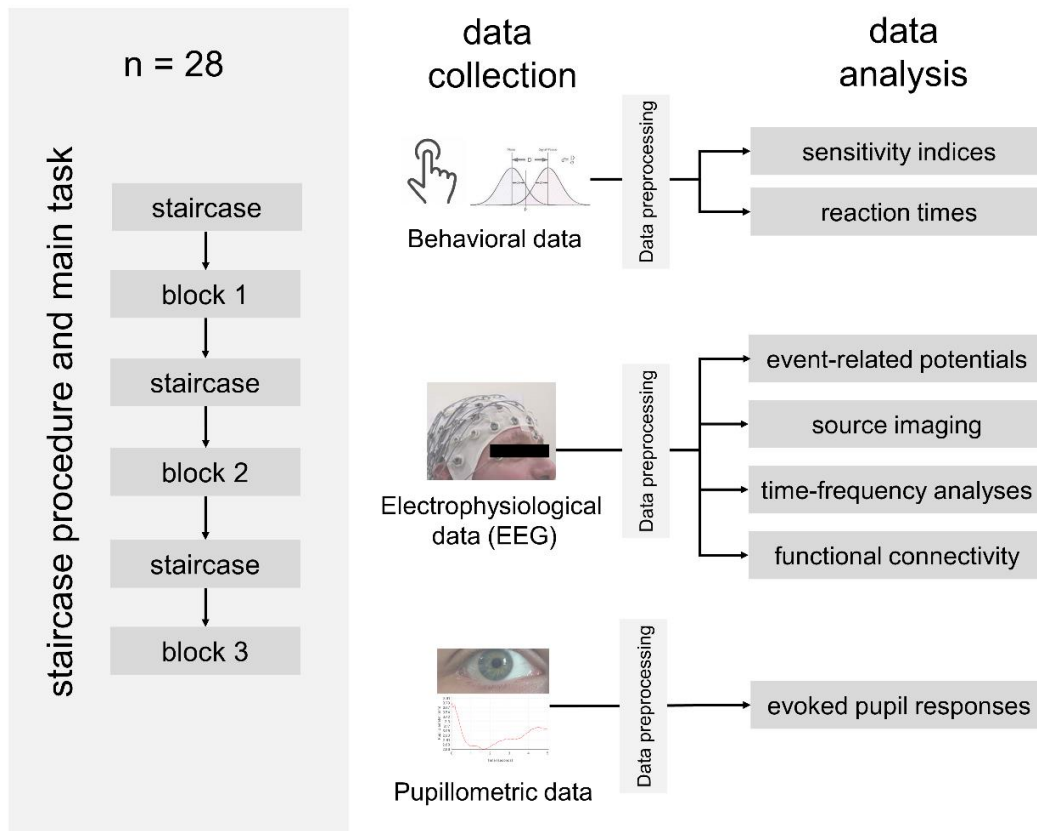 n = 28
staircase procedure and main task
staircase
block 1
staircase
block 2
staircase
block 3
data
collection
Behavioral data
Electrophysiological
data (EEG)
Pupillometric data
Data preprocessing
Data preprocessing
Data preprocessing
data
analysis
sensitivity indices
reaction times
event-related potentials
source imaging
time-frequency analyses
functional connectivity
evoked pupil responses